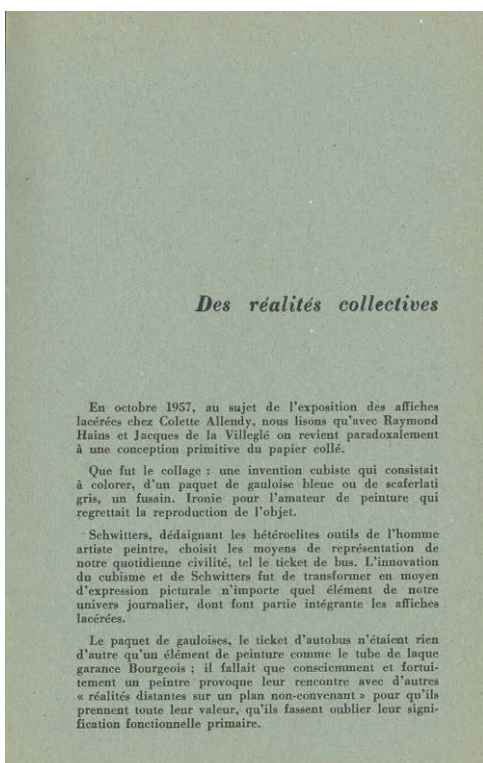 Des réalités collectives
En octobre 1957, au sujet de l'exposition des affiches
lacérées chez Colette Allendy, nous lisons qu'avec Raymond
Hains et Jacques de la Villeglé on revient paradoxalement
à une conception primitive du papier collé.
Que fut le collage : une invention cubiste qui consistait
à colorer, d'un paquet de gauloise bleue ou de scaferlati
gris, un fusain. Ironie pour l'amateur de peinture qui
regrettait la reproduction de l'objet.
Schwitters, dédaignant les hétéroclites outils de l'homme
artiste peintre, choisit les moyens de représentation de
notre quotidienne civilité, tel le ticket de bus. L'innovation
du cubisme et de Schwitters fut de transformer en moyen
d'expression picturale n'importe quel élément de notre
univers journalier, dont font partie intégrante les affiches
lacérées.
Le paquet de gauloises, le ticket d'autobus n'étaient rien
d'autre qu'un élément de peinture comme le tube de laque
garance Bourgeois ; il fallait que consciemment et fortui-
tement un peintre provoque leur rencontre avec d'autres
« réalités distantes sur un plan non-convenant » pour qu'ils
prennent toute leur valeur, qu'ils fassent oublier leur signi-
fication fonctionnelle primaire.